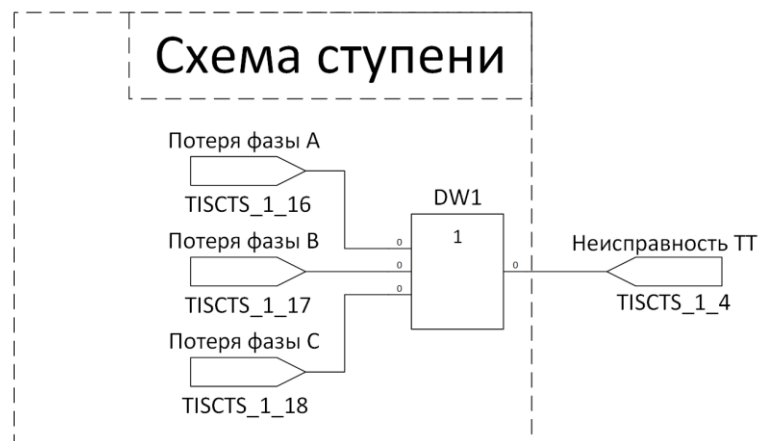 Схема ступени
Потеря фазы А
TISCTS_1_16
DW1
1
0
Потеря фазы В
0
0
Неисправность ТТ
TISCTS_1_17
0
TISCTS_1_4
Потеря фазы С
TISCTS_1_18